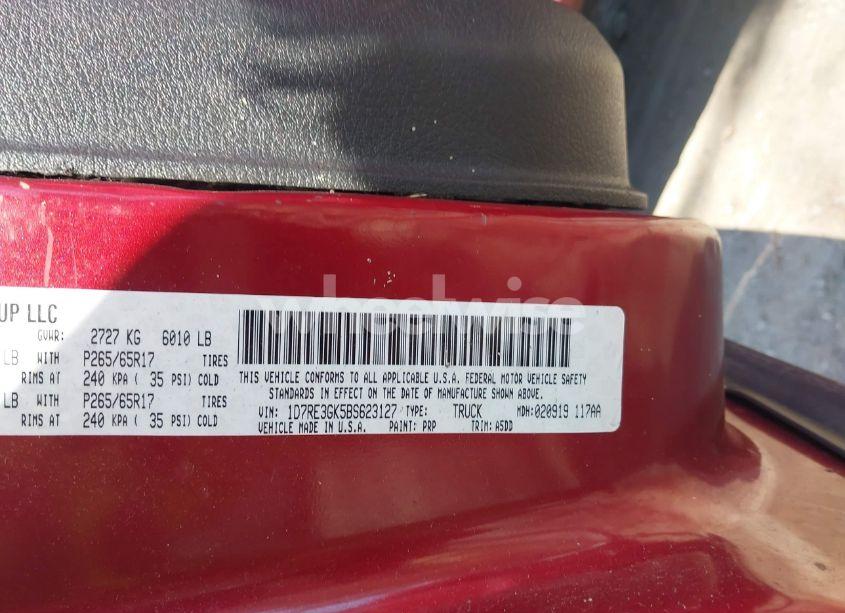 UP LLC
GVWR: 2727 KG 6010 LB
LB WITH P265/65R17 TIRES
RIMS AT 240 KPA ( 35 PSI) COLD
LB WITH P265/65R17 TIRES
RIMS AT 240 KPA ( 35 PSI) COLD
THIS VEHICLE CONFORMS TO ALL APPLICABLE U.S.A. FEDERAL MOTOR VEHICLE SAFETY
STANDARDS IN EFFECT ON THE DATE OF MANUFACTURE SHOWN ABOVE.
VIN: 1D7RE3GK5BS623127 TYPE: TRUCK MDH:020919 117AA
VEHICLE MADE IN U.S.A. PAINT: PRP TRIM: A5DD
wheelwise